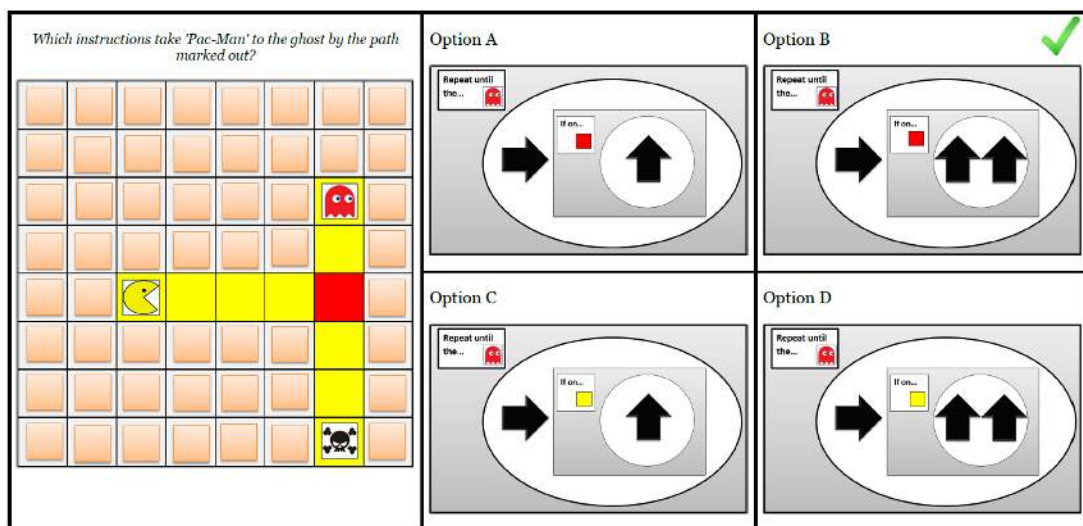 Which instructions take 'Pac-Man' to the ghost by the path
marked out?
Option A
Repeat until
the...
If on...
Option B
Repeat until
the...
If on...
Option C
Repeat until
the...
If on...
Option D
Repeat until
the...
If on...